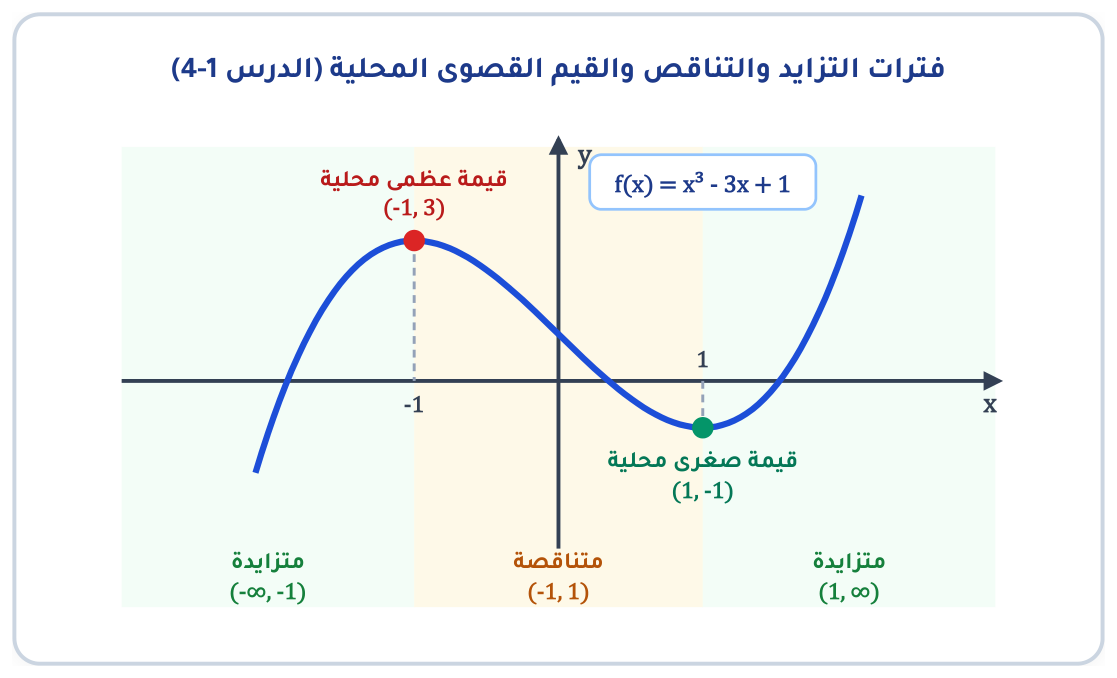 فترات التزايد والتناقص والقيم القصوى المحلية (الدرس 1-4)
y
f(x) = x³ - 3x + 1
قيمة عظمى محلية
(-1, 3)
1
-1
x
قيمة صغرى محلية
(1, -1)
متزايدة
(-∞, -1)
متناقصة
(-1, 1)
متزايدة
(1, ∞)